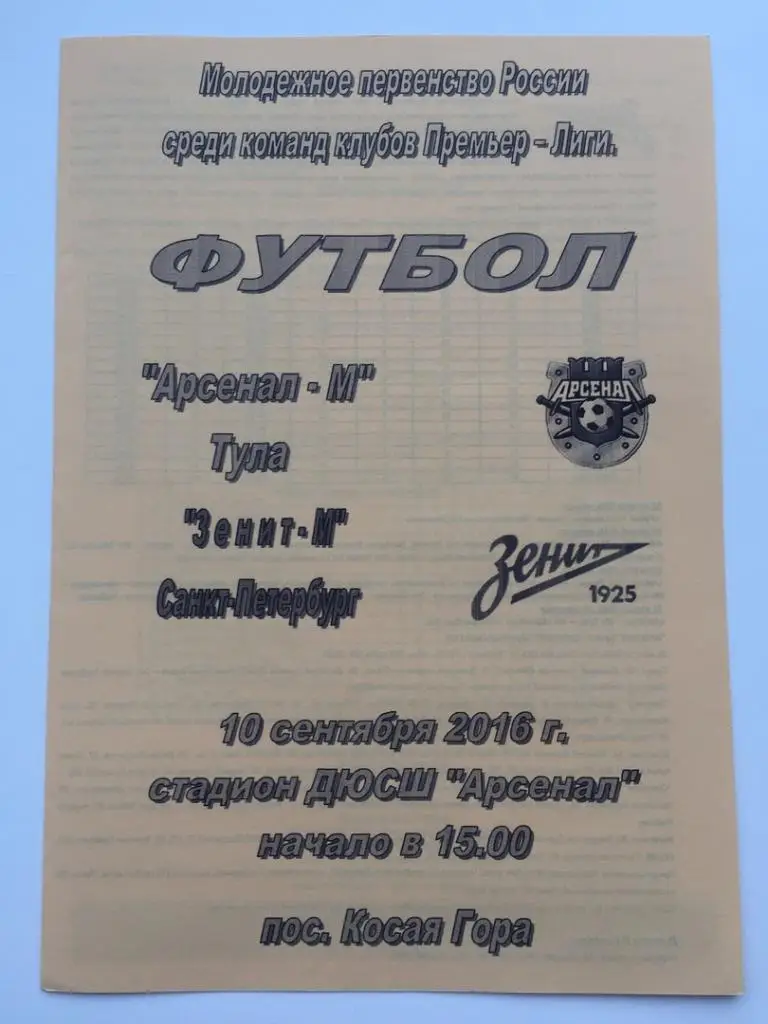 Молодежное первенство России
среди команд клубов Премьер – Лиги.
ФУТБОЛ
"Арсенал - М"
Тула
АРСЕНАЛ
"Зенит-М"
Санкт-Петербург
Зенит
1925
10 сентября 2016 г.
стадион ДЮСШ "Арсенал"
начало в 15.00
пос. Косая Гора